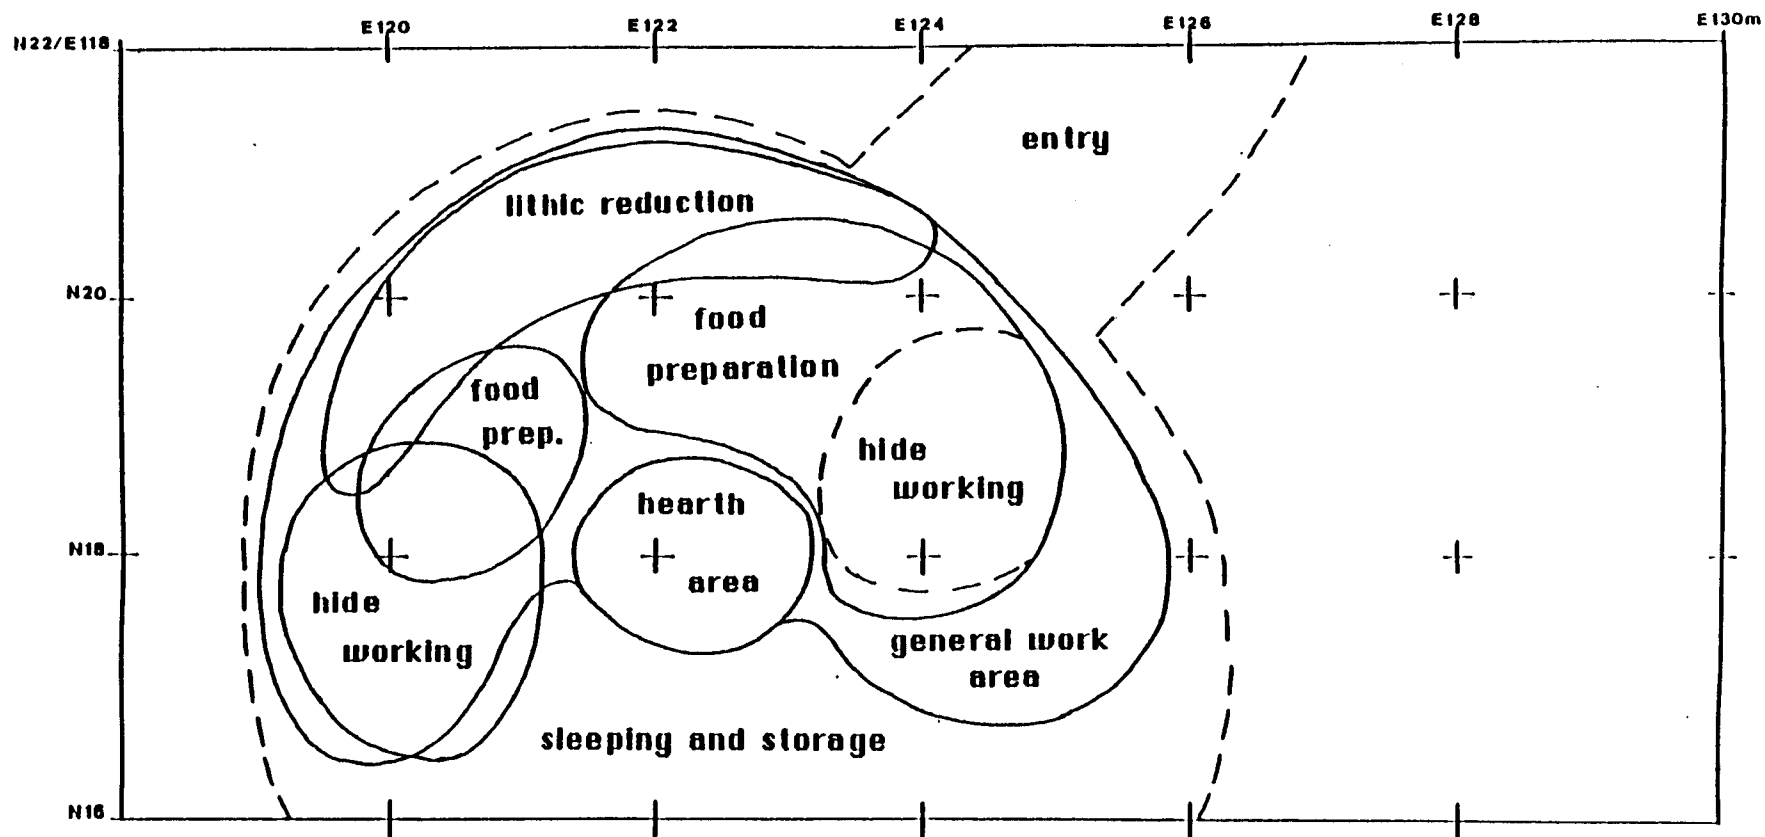 E120 E122 E124 E126 E128 E130m
N22/E118
entry
lithic reduction
N20
food
preparation
food
prep.
hide
working
hearth
area
N18
hide
working
general work
area
sleeping and storage
N16